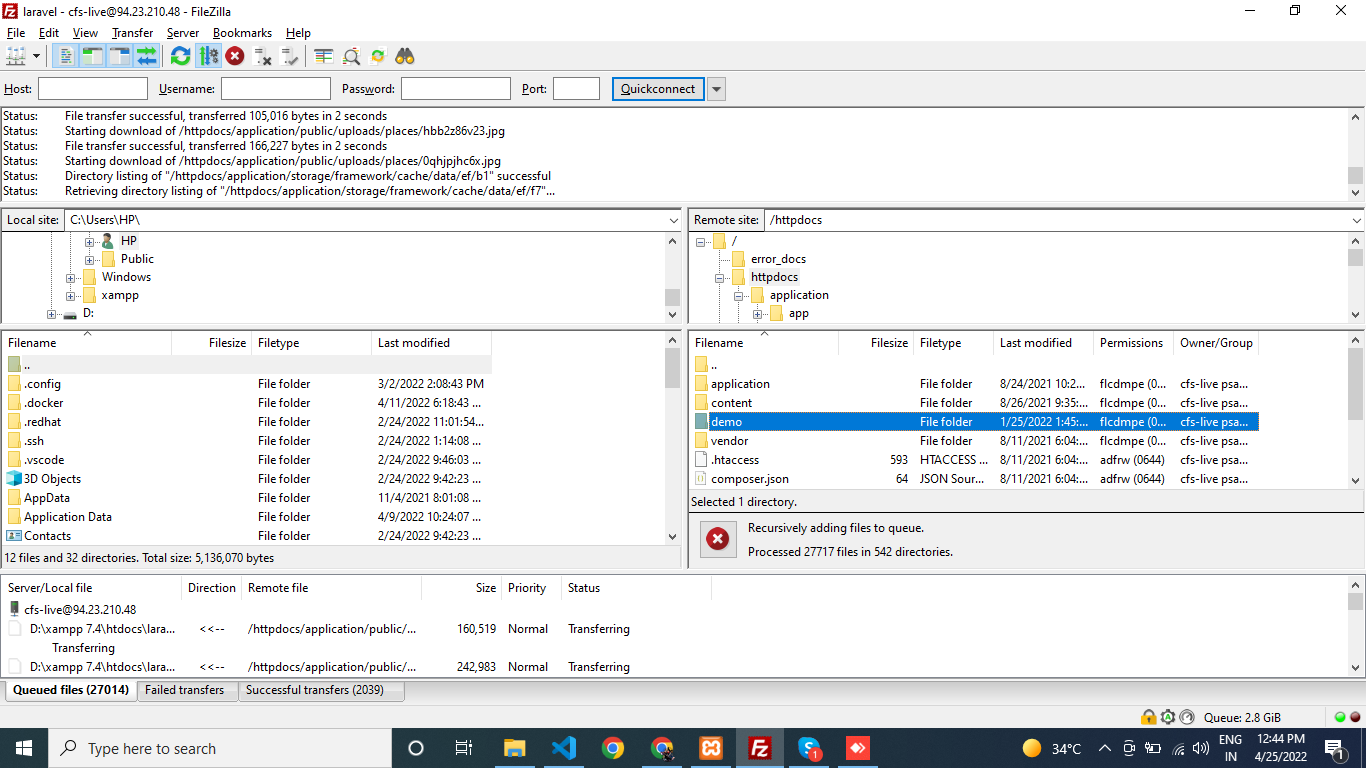 laravel - cfs-live@94.23.210.48 - FileZilla
File Edit View Transfer Server Bookmarks Help
Host: Username: Password: Port: Quickconnect
Status: File transfer successful, transferred 105,016 bytes in 2 seconds
Status: Starting download of /httpdocs/application/public/uploads/places/hbb2z86v23.jpg
Status: File transfer successful, transferred 166,227 bytes in 2 seconds
Status: Starting download of /httpdocs/application/public/uploads/places/0qhjpjhc6x.jpg
Status: Directory listing of "/httpdocs/application/storage/framework/cache/data/ef/b1" successful
Status: Retrieving directory listing of "/httpdocs/application/storage/framework/cache/data/ef/f7"...
Local site: C:\Users\HP\
HP
Public
Windows
xampp
D:
Filename Filesize Filetype Last modified
..
.config File folder 3/2/2022 2:08:43 PM
.docker File folder 4/11/2022 6:18:43 ...
.redhat File folder 2/24/2022 11:01:54...
.ssh File folder 2/24/2022 1:14:08 ...
.vscode File folder 2/24/2022 9:46:03 ...
3D Objects File folder 2/24/2022 9:42:23 ...
AppData File folder 11/4/2021 8:01:08 ...
Application Data File folder 4/9/2022 10:24:07 ...
Contacts File folder 2/24/2022 9:42:23 ...
12 files and 32 directories. Total size: 5,136,070 bytes
Remote site: /httpdocs
/
error_docs
httpdocs
application
app
Filename Filesize Filetype Last modified Permissions Owner/Group
..
application File folder 8/24/2021 10:2... flcdmpe (0... cfs-live psa...
content File folder 8/26/2021 9:35:... flcdmpe (0... cfs-live psa...
demo File folder 1/25/2022 1:45:... flcdmpe (0... cfs-live psa...
vendor File folder 8/11/2021 6:04:... flcdmpe (0... cfs-live psa...
.htaccess 593 HTACCESS ... 8/11/2021 6:04:... adfrw (0644) cfs-live psa...
composer.json 64 JSON Sour... 8/11/2021 6:04:... adfrw (0644) cfs-live psa...
Selected 1 directory.
Recursively adding files to queue.
Processed 27717 files in 542 directories.
Server/Local file Direction Remote file Size Priority Status
cfs-live@94.23.210.48
D:\xampp 7.4\htdocs\lara... <<-- /httpdocs/application/public/... 160,519 Normal Transferring
Transferring
D:\xampp 7.4\htdocs\lara... <<-- /httpdocs/application/public/... 242,983 Normal Transferring
Queued files (27014) Failed transfers Successful transfers (2039)
Queue: 2.8 GiB
Type here to search
34°C
ENG
IN
12:44 PM
4/25/2022